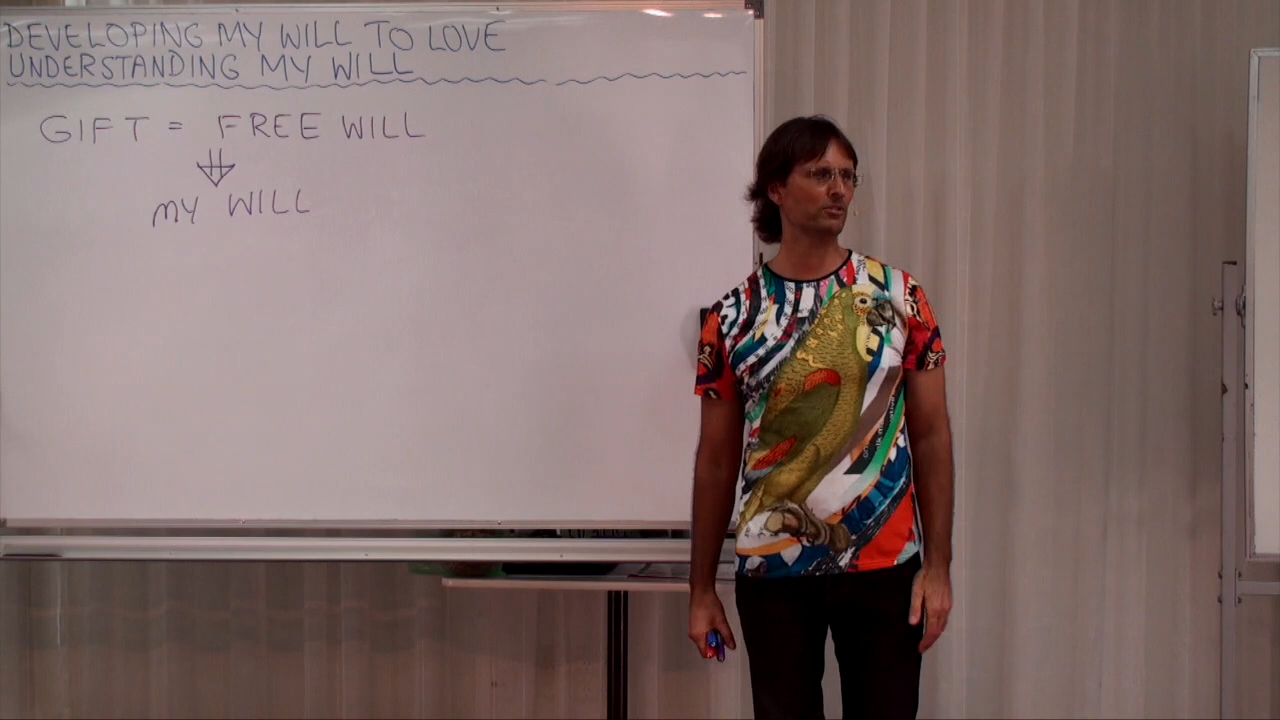 DEVELOPING MY WILL TO LOVE
UNDERSTANDING MY WILL
GIFT = FREE WILL
MY WILL